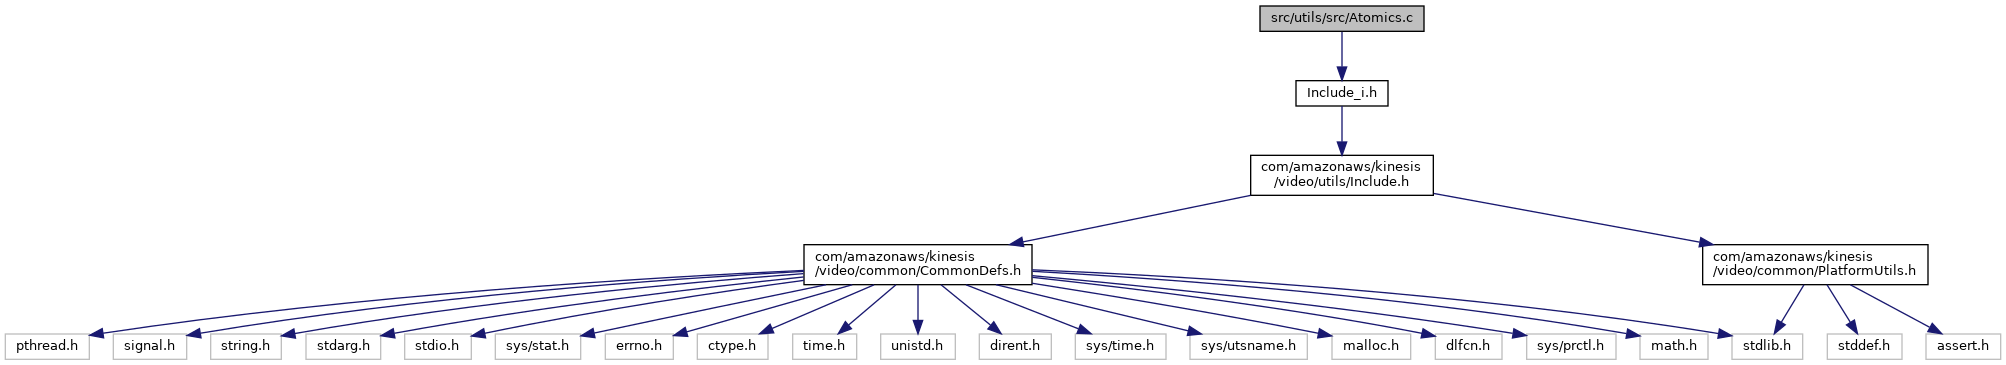 src/utils/src/Atomics.c
Include_i.h
com/amazonaws/kinesis
/video/utils/Include.h
com/amazonaws/kinesis
/video/common/CommonDefs.h
com/amazonaws/kinesis
/video/common/PlatformUtils.h
pthread.h
signal.h
string.h
stdarg.h
stdio.h
sys/stat.h
errno.h
ctype.h
time.h
unistd.h
dirent.h
sys/time.h
sys/utsname.h
malloc.h
dlfcn.h
sys/prctl.h
math.h
stdlib.h
stddef.h
assert.h